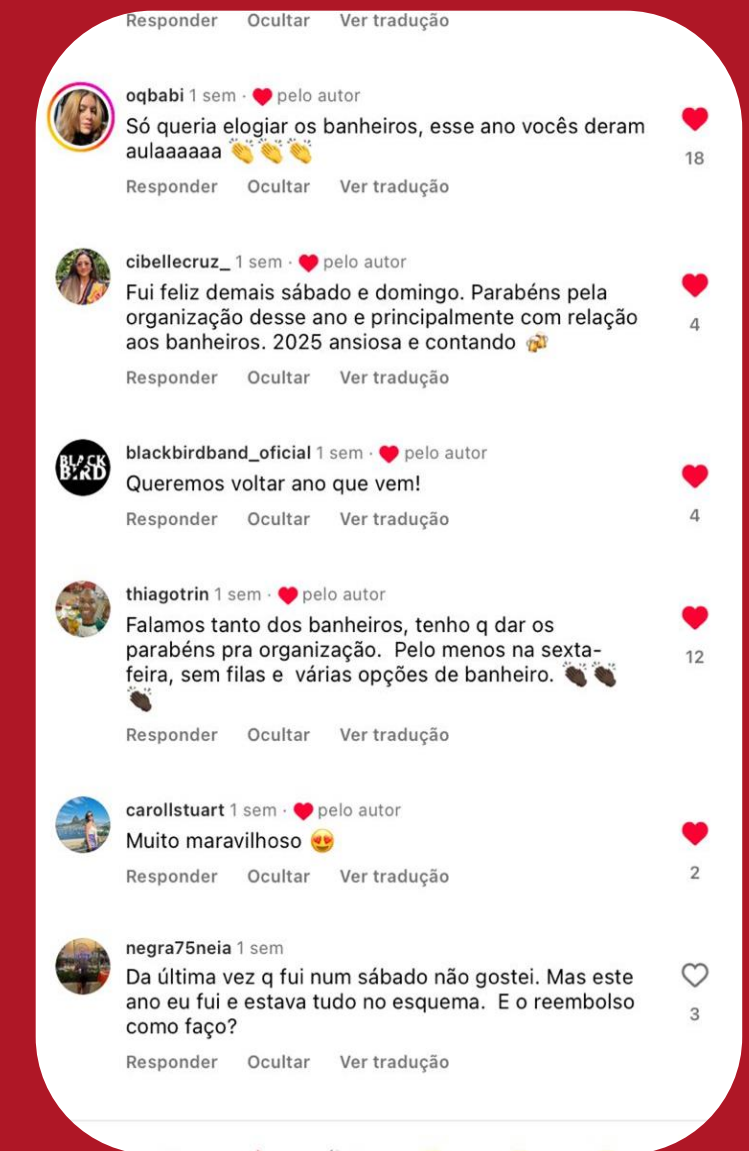 Responder Ocultar Ver tradução
oqbabi 1 sem · ❤️ pelo autor
Só queria elogiar os banheiros, esse ano vocês deram
aulaaaaaa 👏👏👏
18
Responder Ocultar Ver tradução
cibellecruz_ 1 sem · ❤️ pelo autor
Fui feliz demais sábado e domingo. Parabéns pela
organização desse ano e principalmente com relação
aos banheiros. 2025 ansiosa e contando 🍻
4
Responder Ocultar Ver tradução
BLACK
BIRD
blackbirdband_oficial 1 sem · ❤️ pelo autor
Queremos voltar ano que vem!
4
Responder Ocultar Ver tradução
thiagotrin 1 sem · ❤️ pelo autor
Falamos tanto dos banheiros, tenho q dar os
parabéns pra organização. Pelo menos na sexta-
feira, sem filas e várias opções de banheiro. 👏🏿👏🏿
👏🏿
12
Responder Ocultar Ver tradução
carollstuart 1 sem · ❤️ pelo autor
Muito maravilhoso 😍
2
Responder Ocultar Ver tradução
negra75neia 1 sem
Da última vez q fui num sábado não gostei. Mas este
ano eu fui e estava tudo no esquema. E o reembolso
como faço?
3
Responder Ocultar Ver tradução